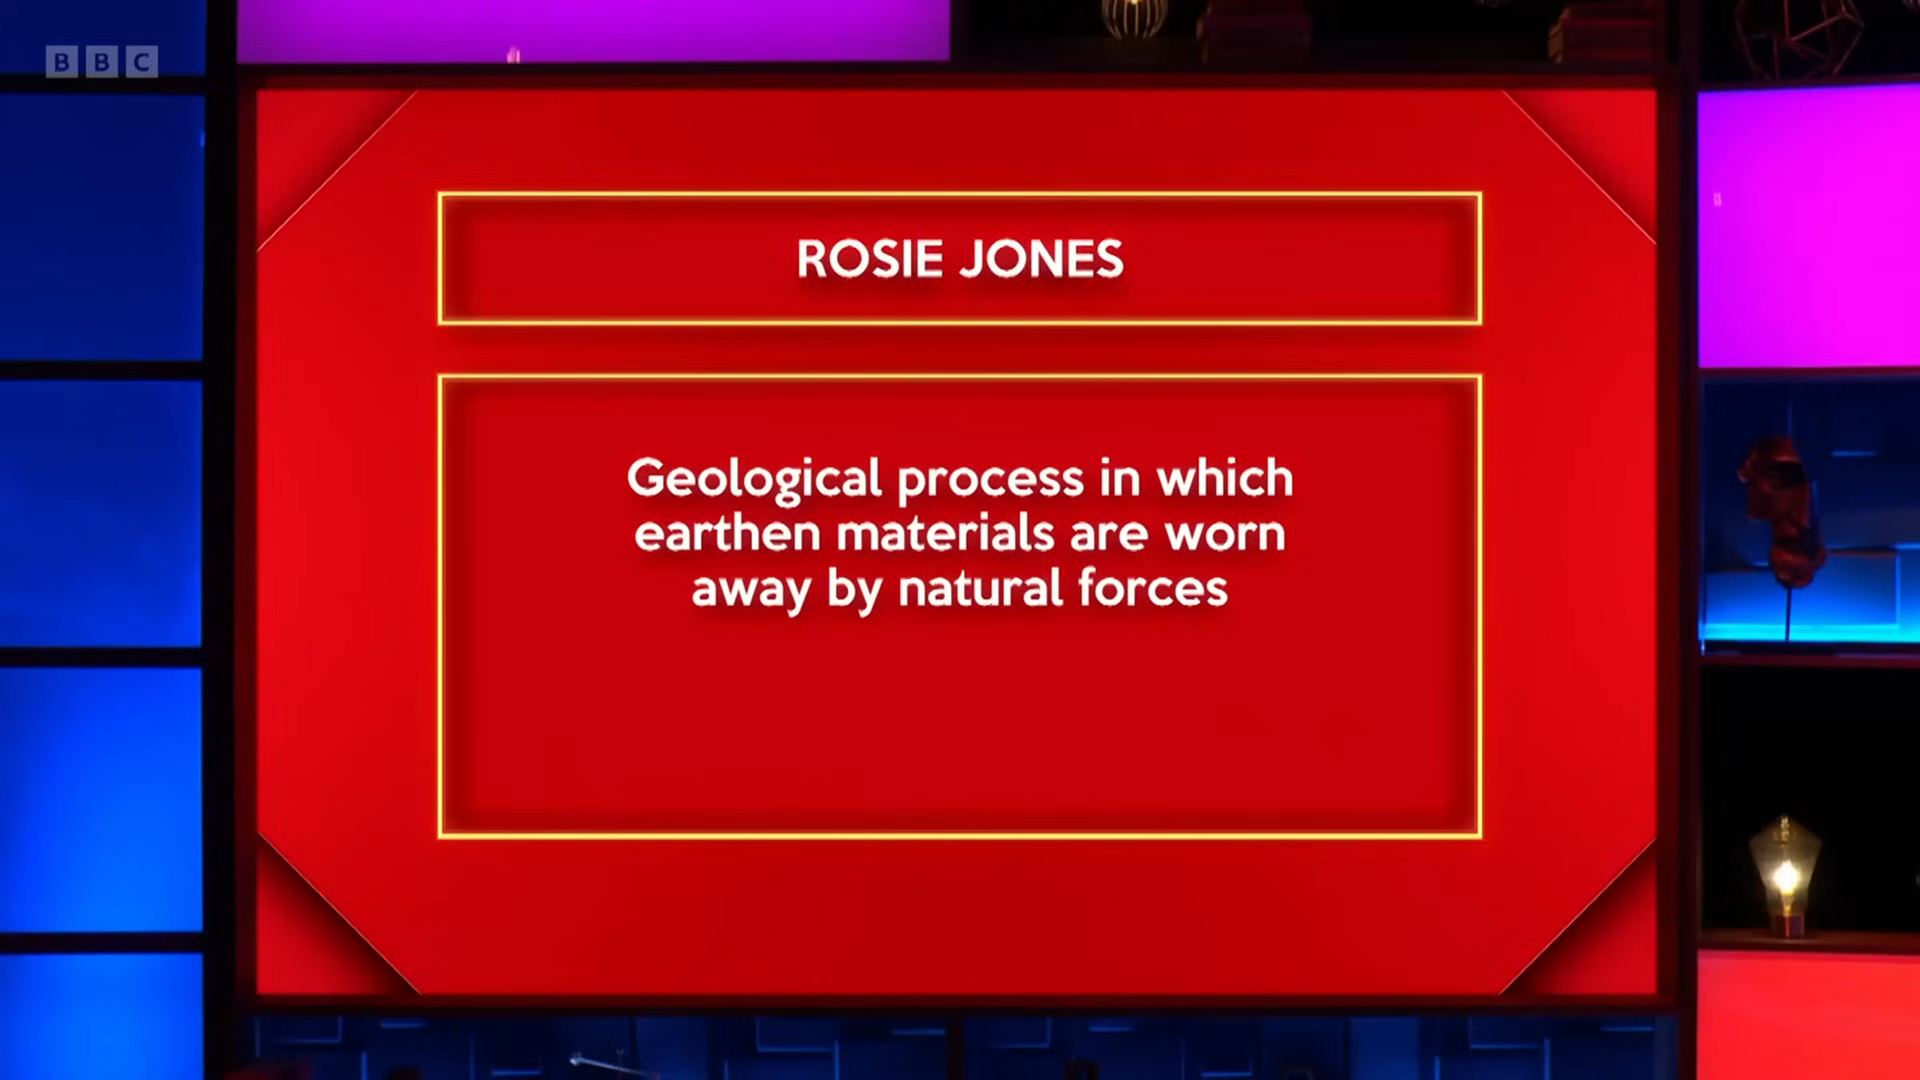 BBC
ROSIE JONES
Geological process in which
earthen materials are worn
away by natural forces